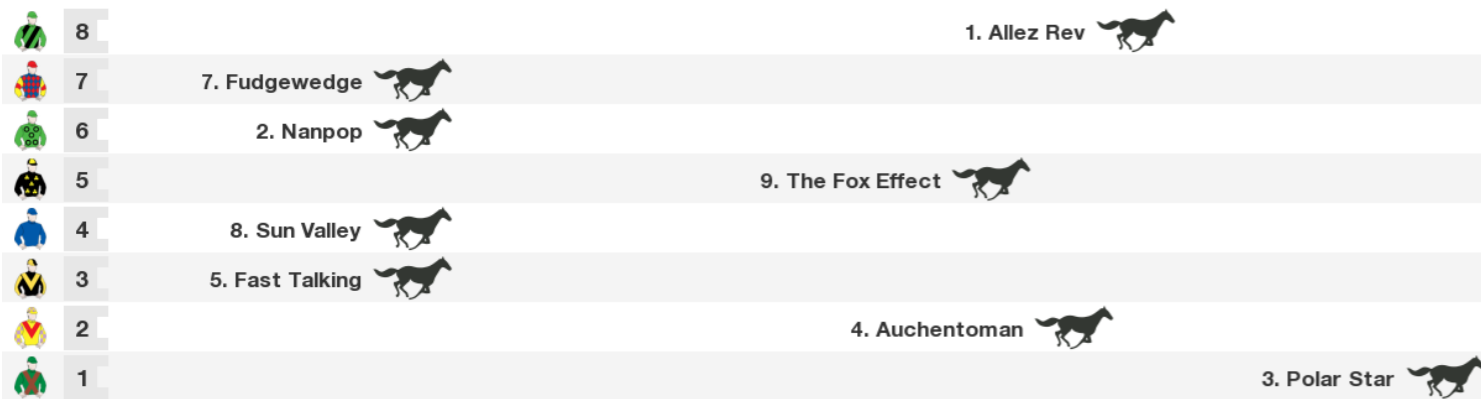 8 1. Allez Rev
7 7. Fudgewedge
6 2. Nanpop
5 9. The Fox Effect
4 8. Sun Valley
3 5. Fast Talking
2 4. Auchentoman
1 3. Polar Star